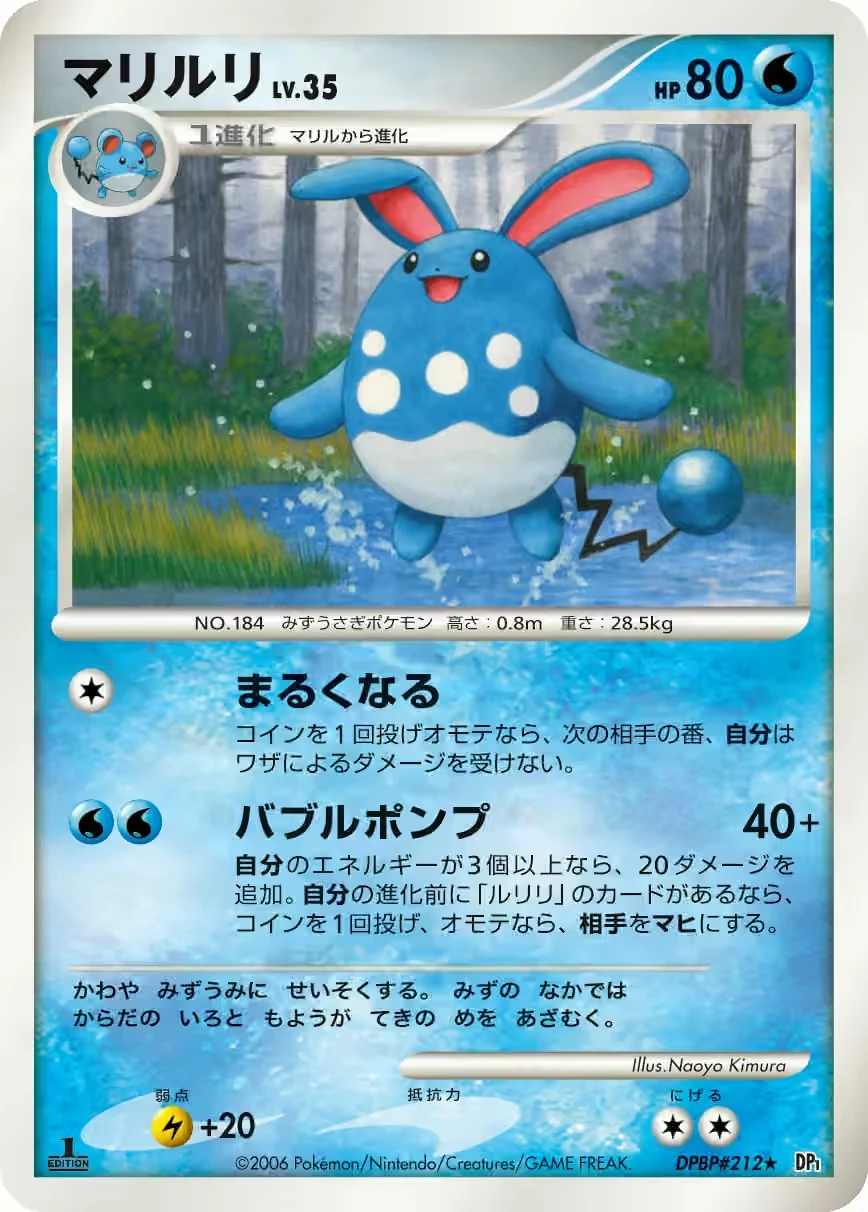 マリルリ LV.35
HP 80
1進化 マリルから進化
NO.184 みずうさぎポケモン 高さ：0.8m 重さ：28.5kg
まるくなる
コインを1回投げオモテなら、次の相手の番、自分は
ワザによるダメージを受けない。
バブルポンプ 40+
自分のエネルギーが3個以上なら、20ダメージを
追加。自分の進化前に「ルリリ」のカードがあるなら、
コインを1回投げ、オモテなら、相手をマヒにする。
かわや みずうみに せいそくする。 みずの なかでは
からだの いろと もようが てきの めを あざむく。
Illus.Naoyo Kimura
弱点 抵抗力 にげる
+20
1 EDITION
©2006 Pokémon/Nintendo/Creatures/GAME FREAK.
DPBP#212★ DP1